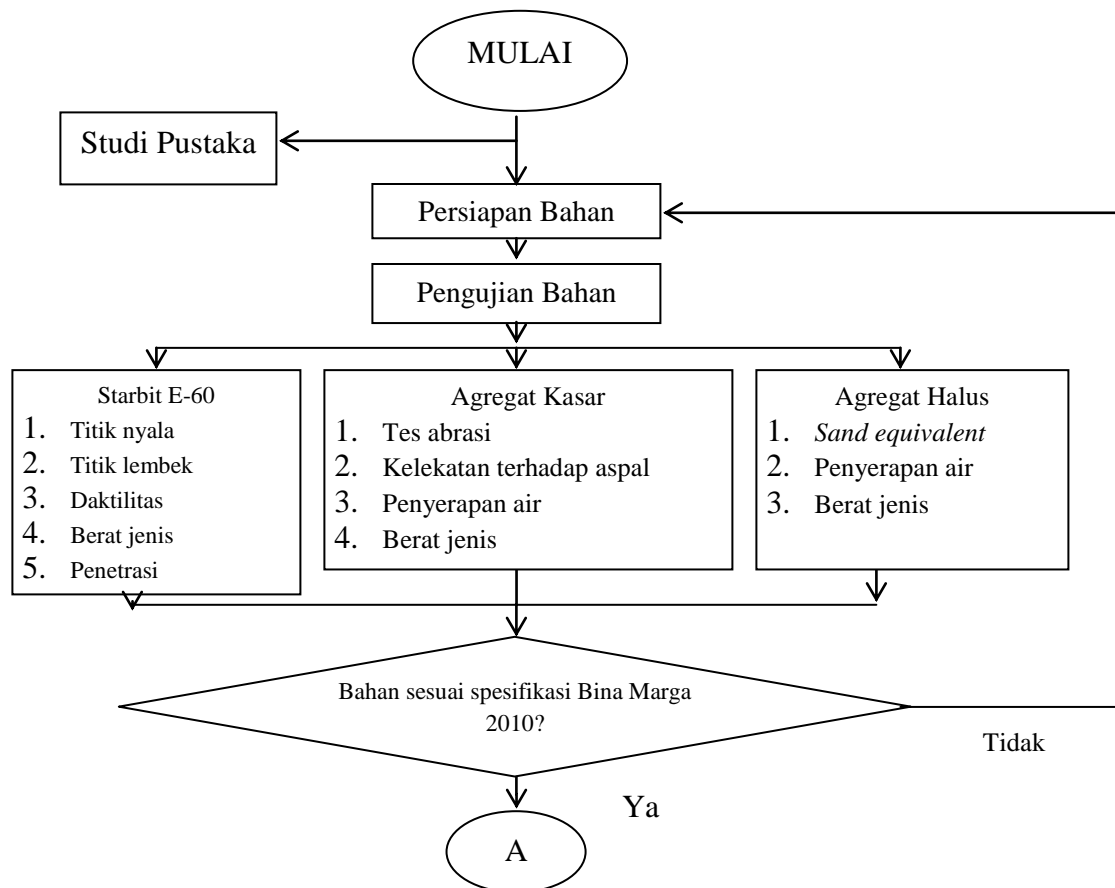 MULAI
Studi Pustaka
Persiapan Bahan
Pengujian Bahan
Starbit E-60
1. Titik nyala
2. Titik lembek
3. Daktilitas
4. Berat jenis
5. Penetrasi
Agregat Kasar
1. Tes abrasi
2. Kelekatan terhadap aspal
3. Penyerapan air
4. Berat jenis
Agregat Halus
1. Sand equivalent
2. Penyerapan air
3. Berat jenis
Bahan sesuai spesifikasi Bina Marga
2010?
Tidak
Ya
A